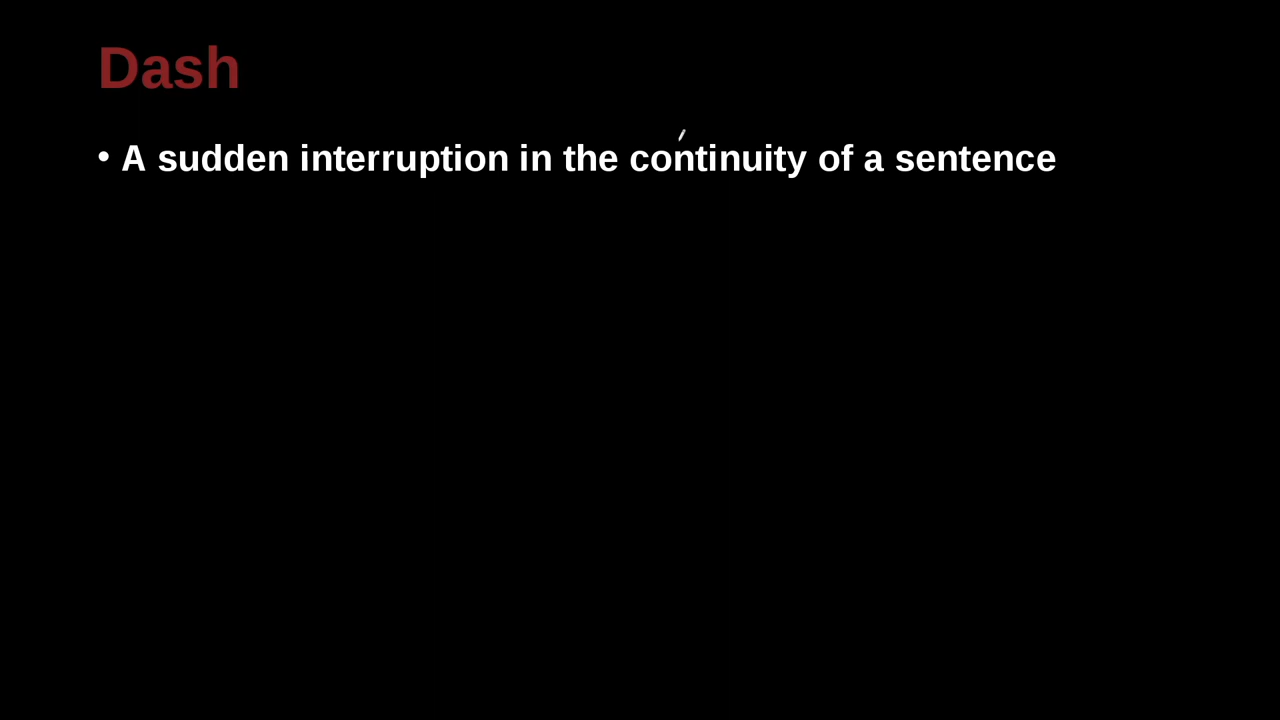 Dash
• A sudden interruption in the continuity of a sentence